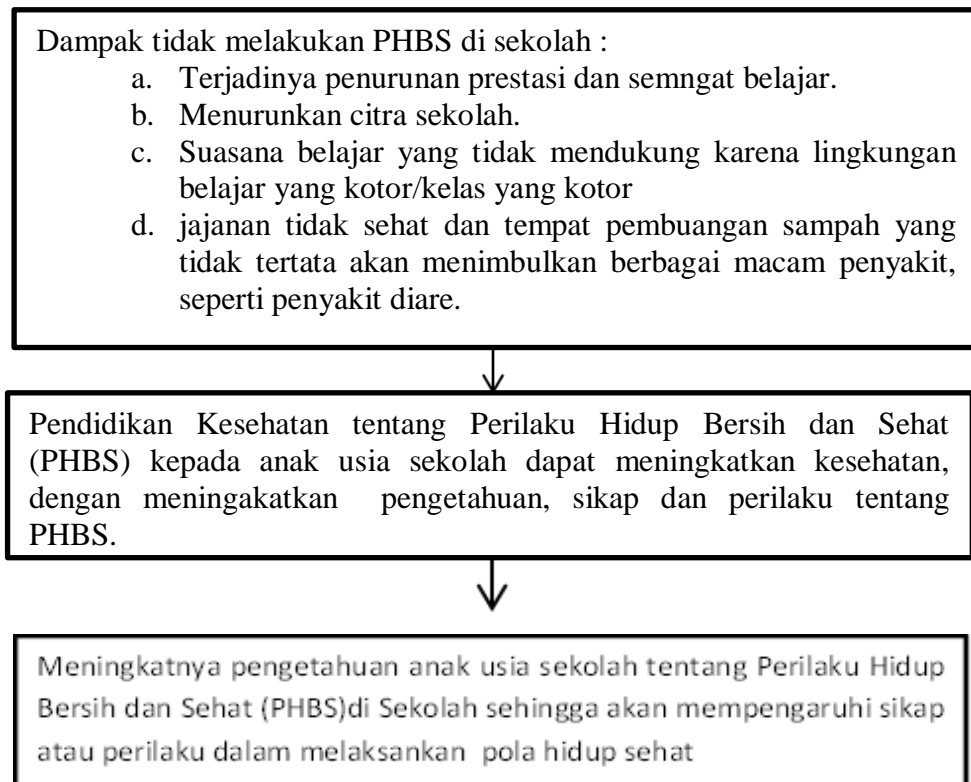 Dampak tidak melakukan PHBS di sekolah :
a. Terjadinya penurunan prestasi dan semngat belajar.
b. Menurunkan citra sekolah.
c. Suasana belajar yang tidak mendukung karena lingkungan
belajar yang kotor/kelas yang kotor
d. jajanan tidak sehat dan tempat pembuangan sampah yang
tidak tertata akan menimbulkan berbagai macam penyakit,
seperti penyakit diare.
Pendidikan Kesehatan tentang Perilaku Hidup Bersih dan Sehat
(PHBS) kepada anak usia sekolah dapat meningkatkan kesehatan,
dengan meningakatkan pengetahuan, sikap dan perilaku tentang
PHBS.
Meningkatnya pengetahuan anak usia sekolah tentang Perilaku Hidup
Bersih dan Sehat (PHBS)di Sekolah sehingga akan mempengaruhi sikap
atau perilaku dalam melaksankan pola hidup sehat